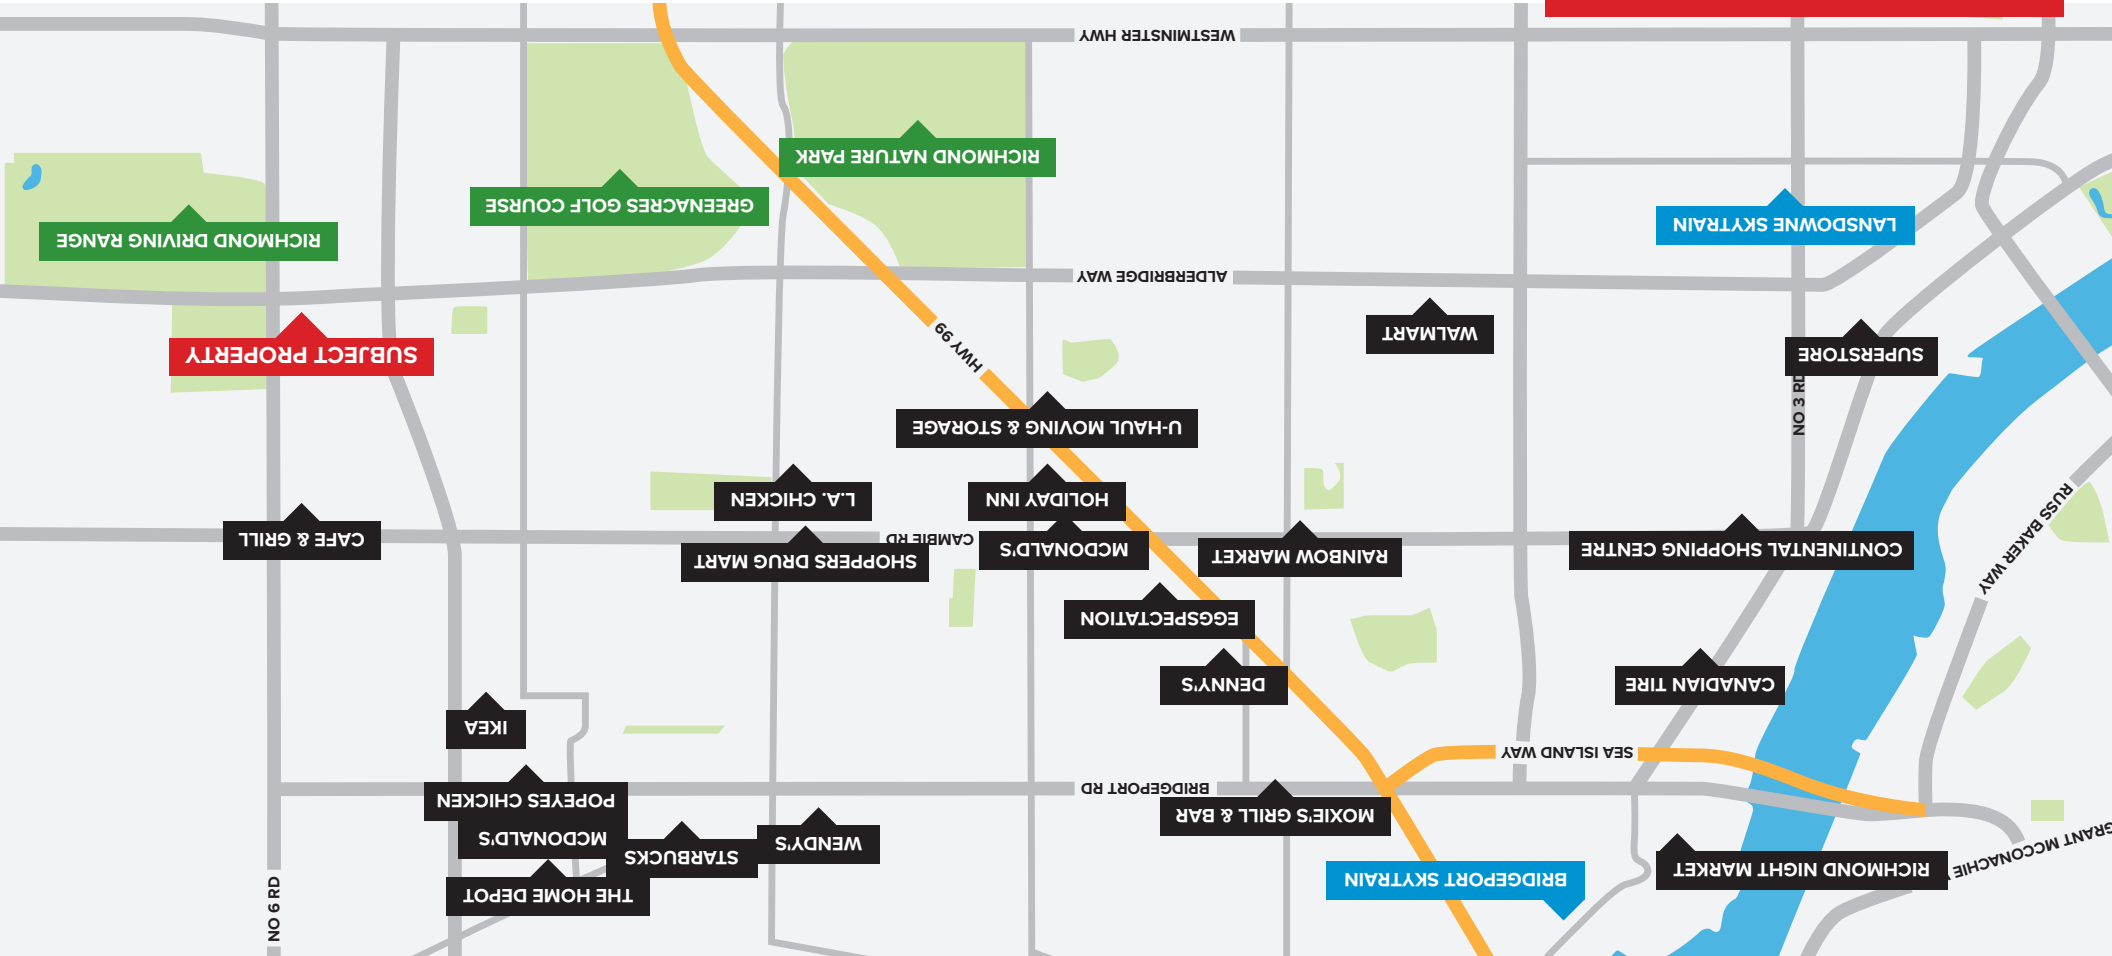 BRIDGEPORT SKYTRAIN
RICHMOND NIGHT MARKET
GRANT MCCONACHIE
THE HOME DEPOT
NO 6 RD
STARBUCKS
MCDONALD'S
WENDY'S
POPEYES CHICKEN
MOXIE'S GRILL & BAR
BRIDGEPORT RD
SEA ISLAND WAY
IKEA
DENNY'S
CANADIAN TIRE
EGGSPECTATION
RUSS BAKER WAY
SHOPPERS DRUG MART
MCDONALD'S
RAINBOW MARKET
CONTINENTAL SHOPPING CENTRE
CAFE & GRILL
CAMBIE RD
L.A. CHICKEN
HOLIDAY INN
U-HAUL MOVING & STORAGE
NO 3 RD
SUBJECT PROPERTY
HWY 99
WALMART
SUPERSTORE
ALDERBRIDGE WAY
RICHMOND DRIVING RANGE
GREENACRES GOLF COURSE
LANSDOWNE SKYTRAIN
RICHMOND NATURE PARK
WESTMINSTER HWY